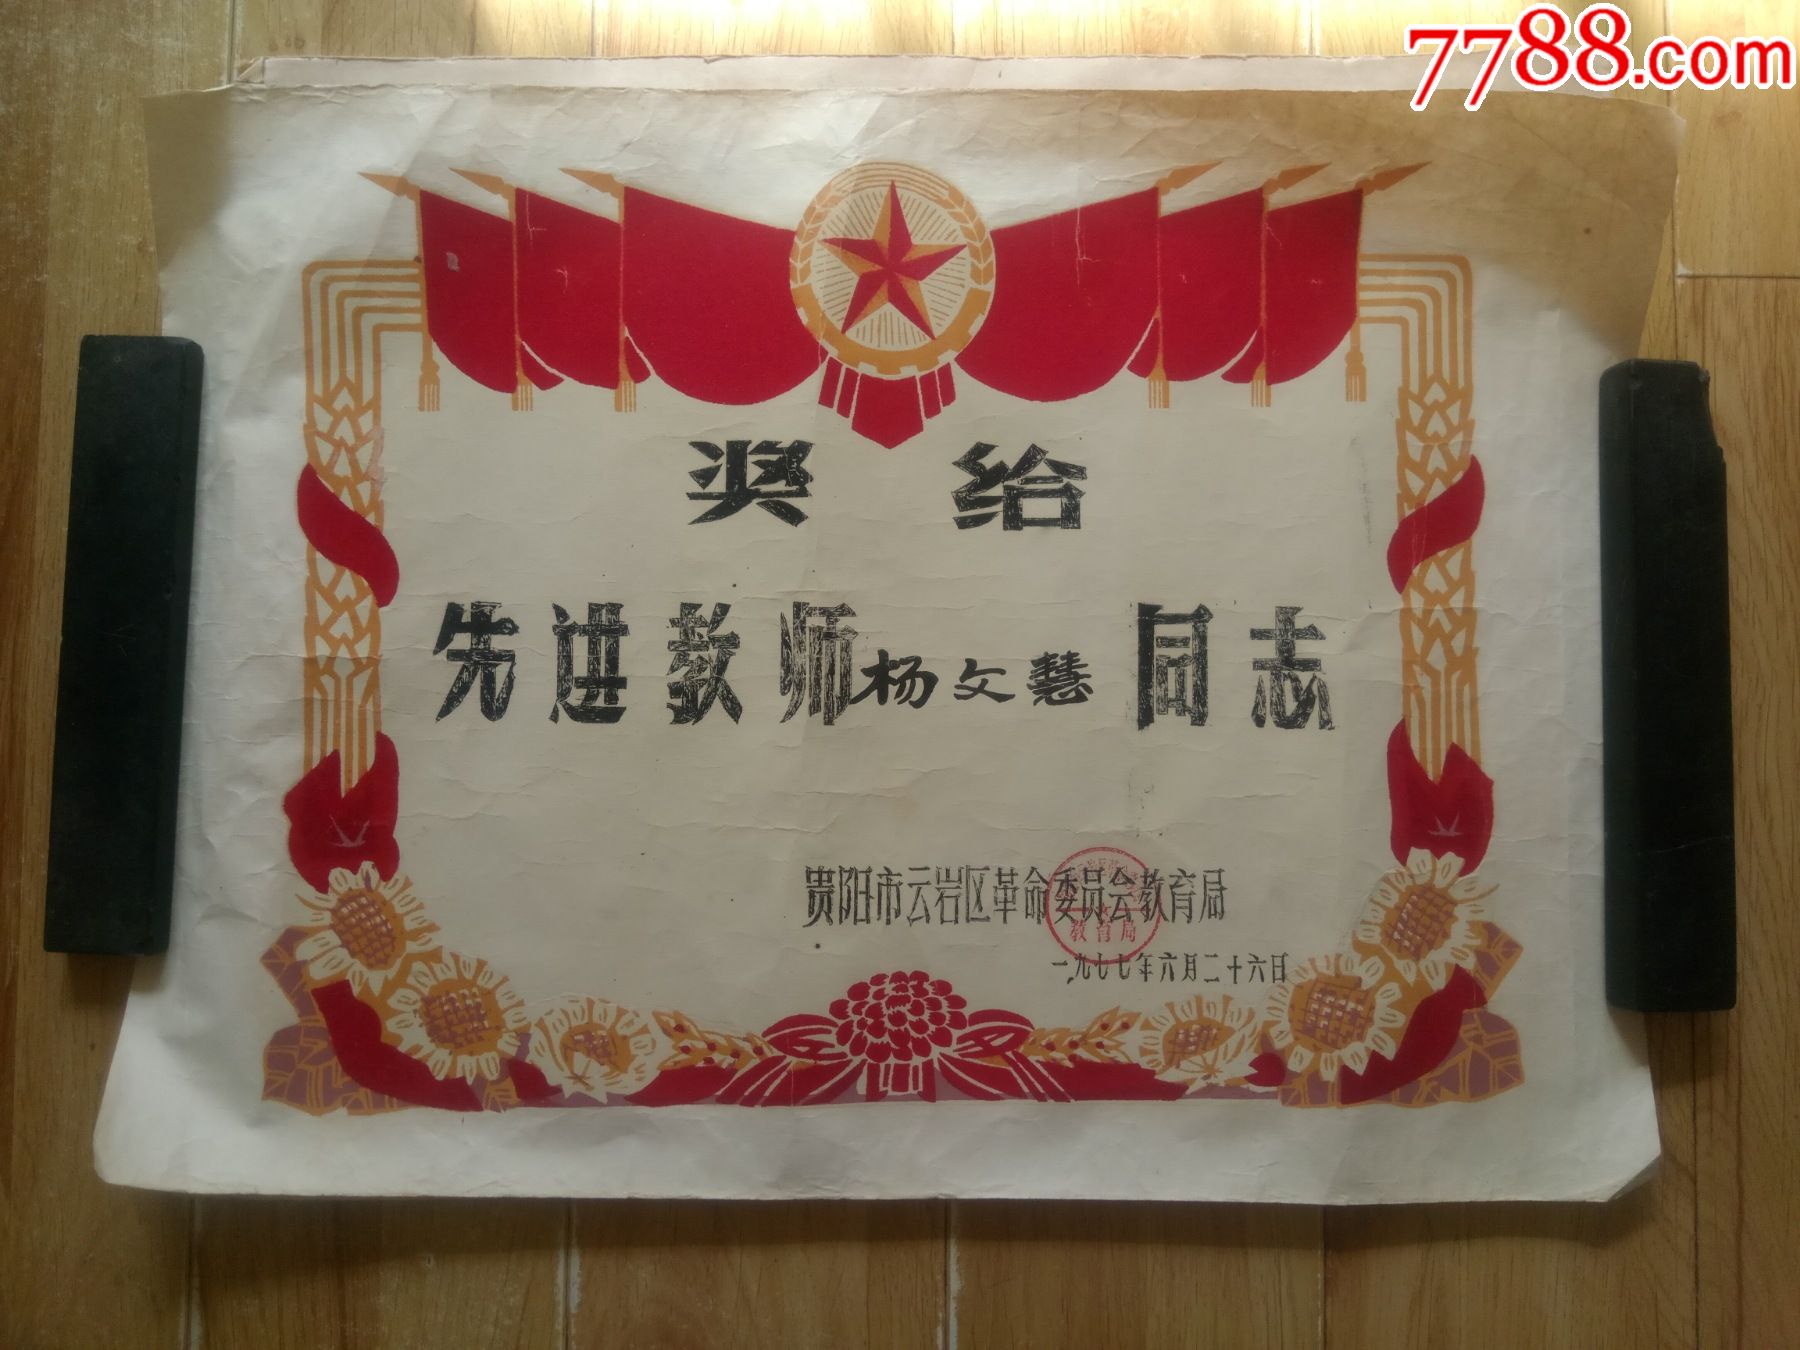 7788.com
奖给
先进教师杨文慧同志
贵阳市云岩区革命委员会教育局
教育局
一九七七年六月二十六日